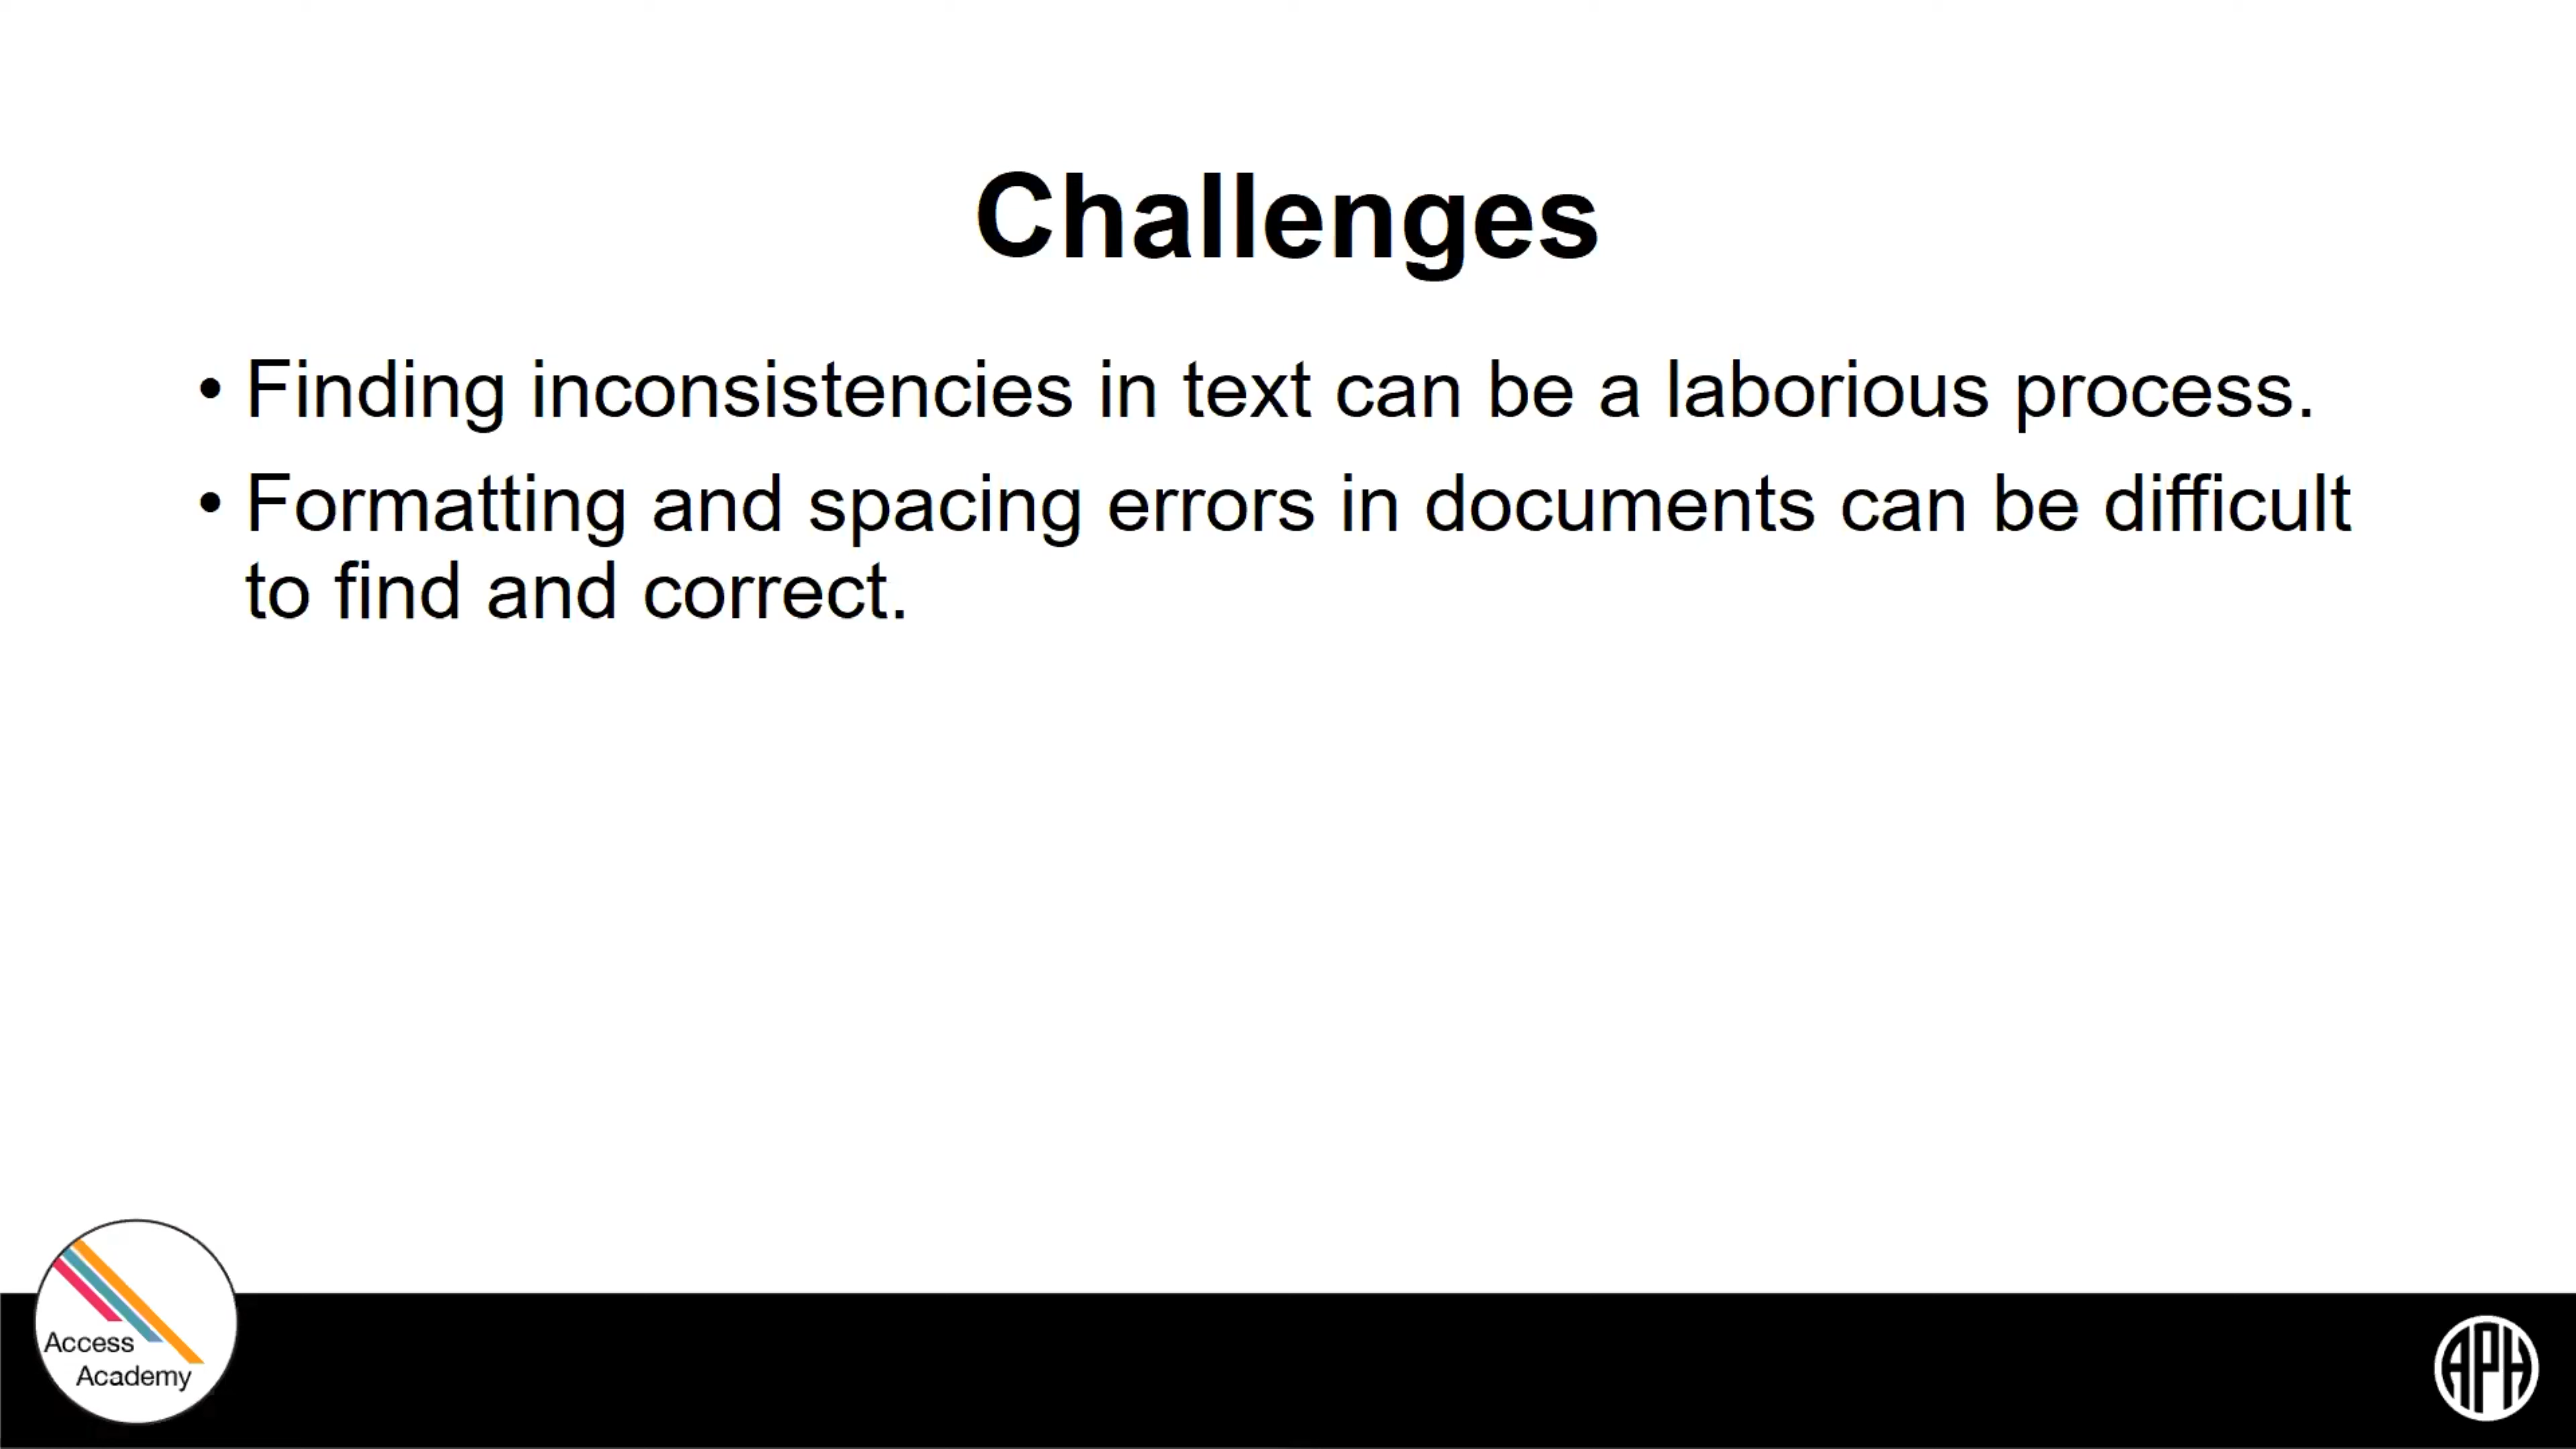 Challenges
• Finding inconsistencies in text can be a laborious process.
• Formatting and spacing errors in documents can be difficult
to find and correct.
Access
Academy
APH